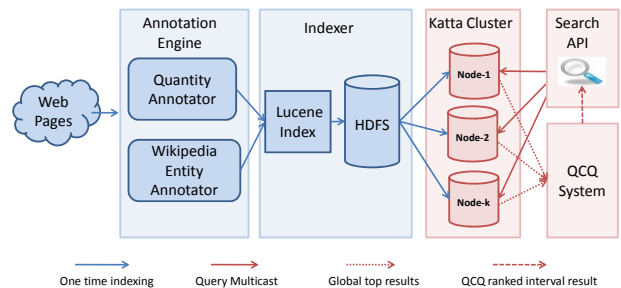 Annotation
Engine
Indexer
Katta Cluster
Search
API
Web
Pages
Quantity
Annotator
Wikipedia
Entity
Annotator
Lucene
Index
HDFS
Node-1
Node-2
Node-k
QCQ
System
One time indexing
Query Multicast
Global top results
QCQ ranked interval result